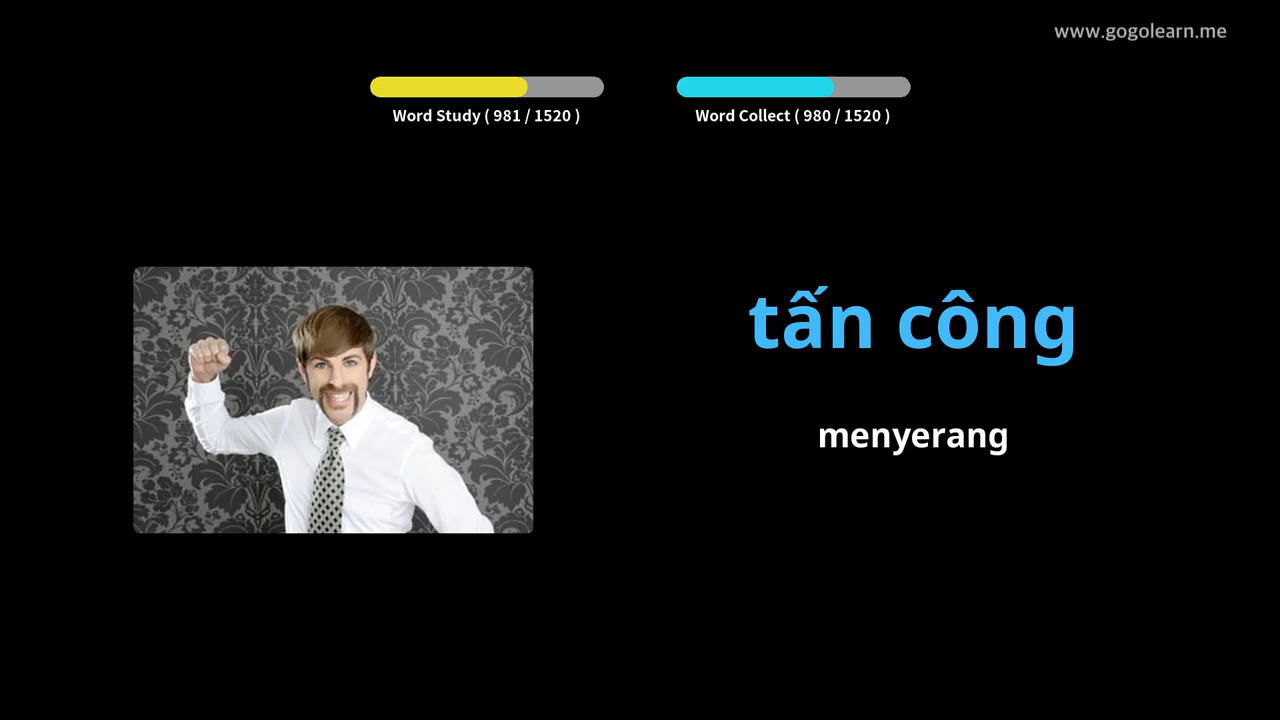 www.gogolearn.me
Word Study ( 981 / 1520 )
Word Collect ( 980 / 1520 )
tấn công
menyerang